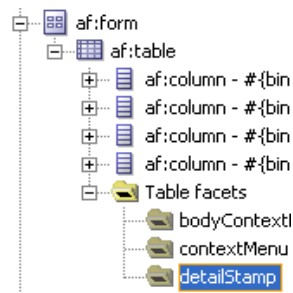 af:form
af:table
af:column - #{bin
af:column - #{bin
af:column - #{bin
af:column - #{bin
Table facets
bodyContext
contextMenu
detailStamp